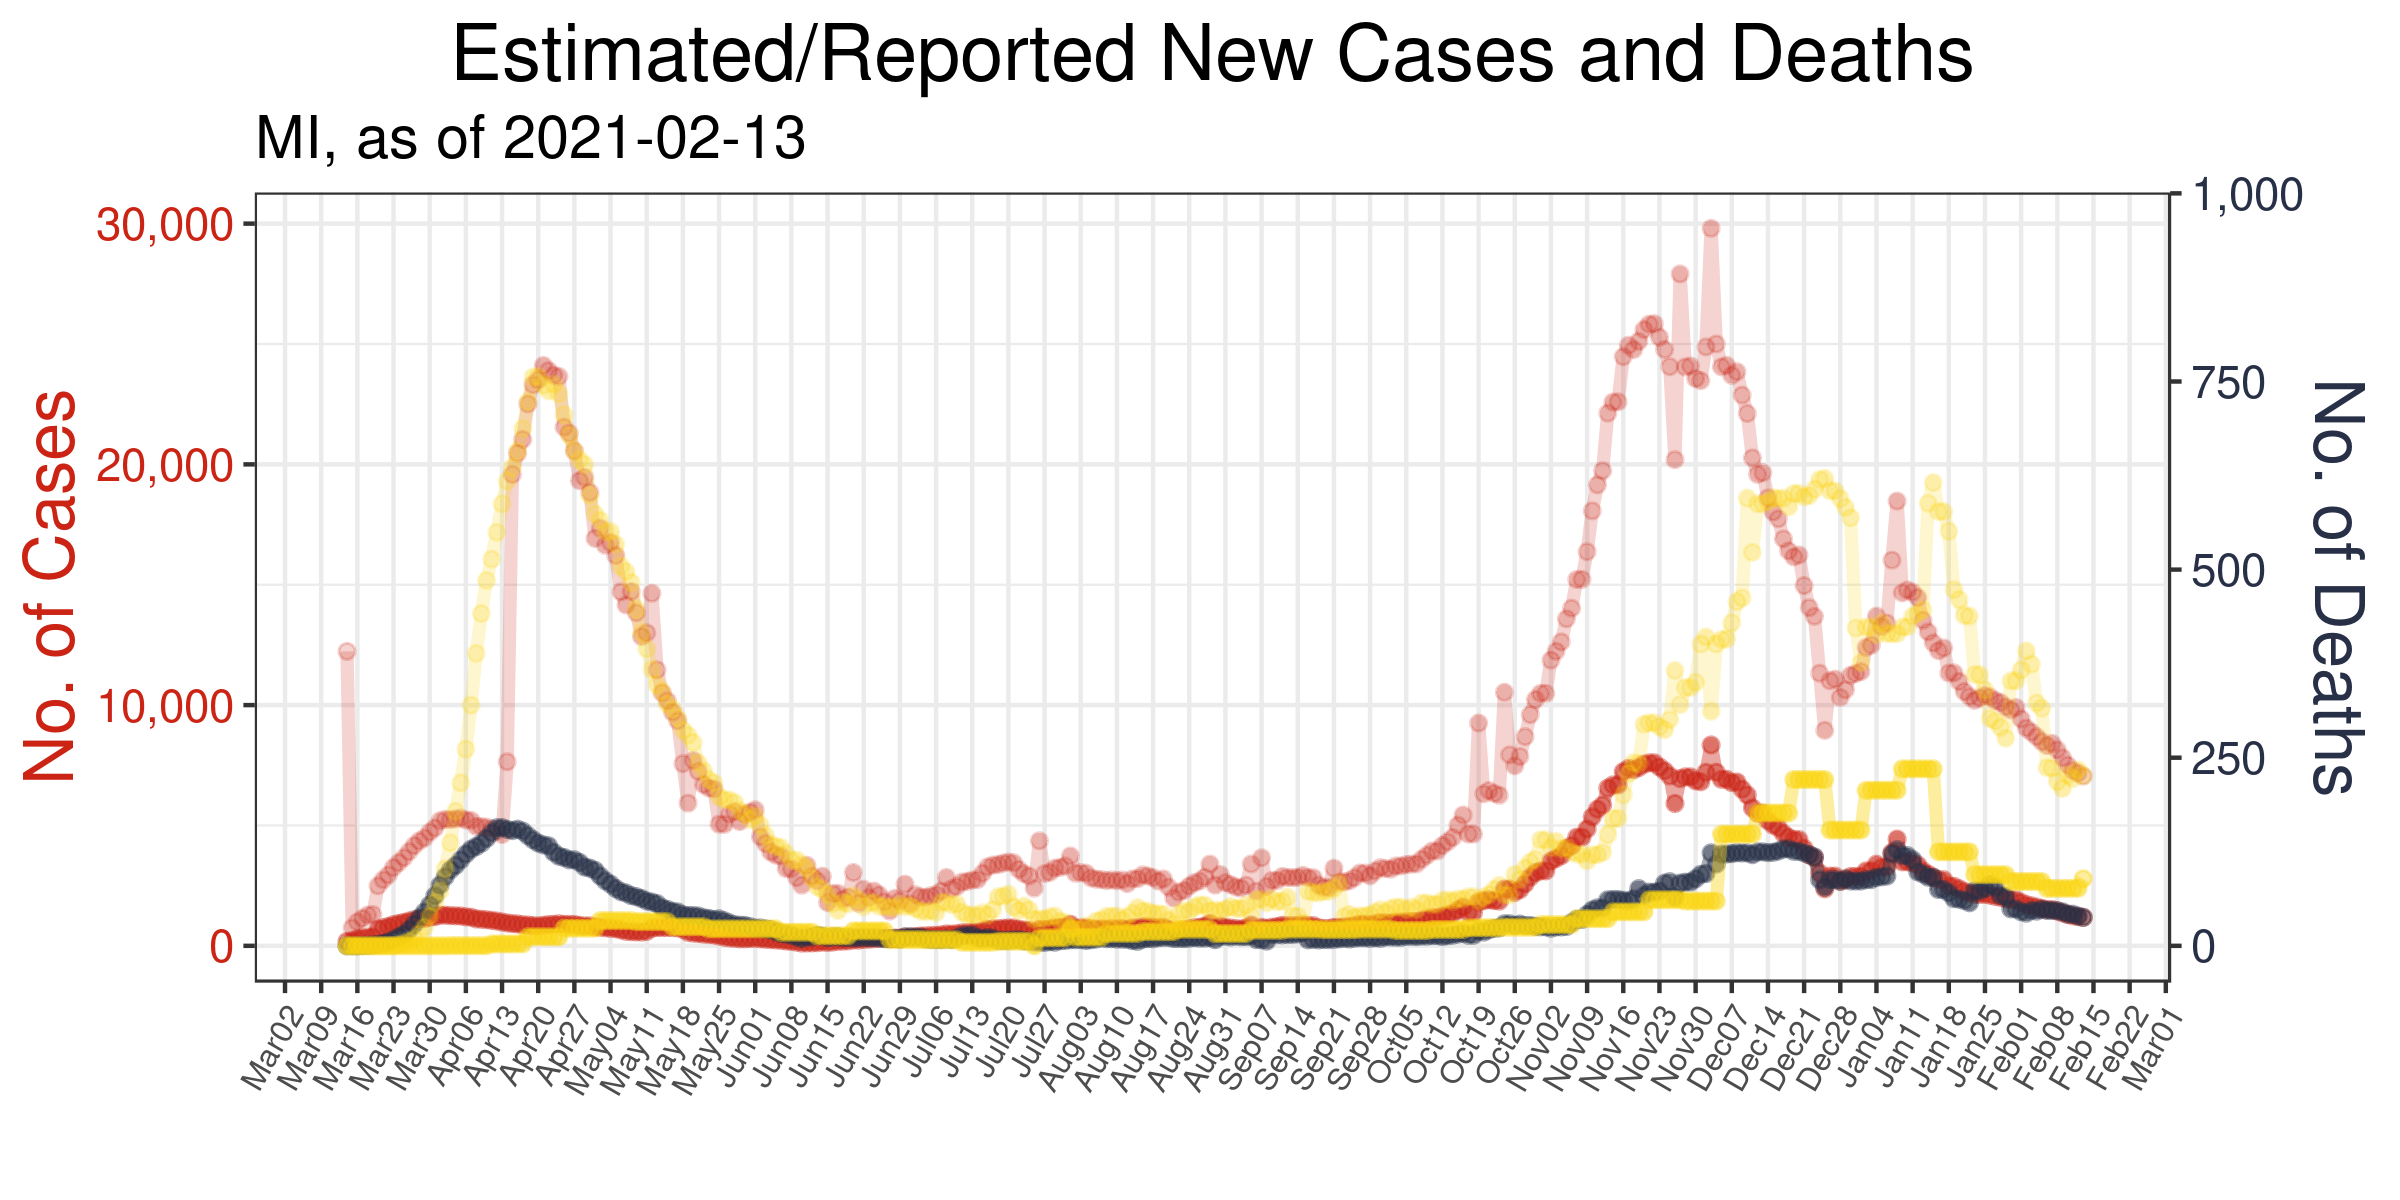 Estimated/Reported New Cases and Deaths
MI, as of 2021-02-13
No. of Cases
30,000
20,000
10,000
0
1,000
750
500
250
0
No. of Deaths
Mar02
Mar09
Mar16
Mar23
Mar30
Apr06
Apr13
Apr20
Apr27
May04
May11
May18
May25
Jun01
Jun08
Jun15
Jun22
Jun29
Jul06
Jul13
Jul20
Jul27
Aug03
Aug10
Aug17
Aug24
Aug31
Sep07
Sep14
Sep21
Sep28
Oct05
Oct12
Oct19
Oct26
Nov02
Nov09
Nov16
Nov23
Nov30
Dec07
Dec14
Dec21
Dec28
Jan04
Jan11
Jan18
Jan25
Feb01
Feb08
Feb15
Feb22
Mar01